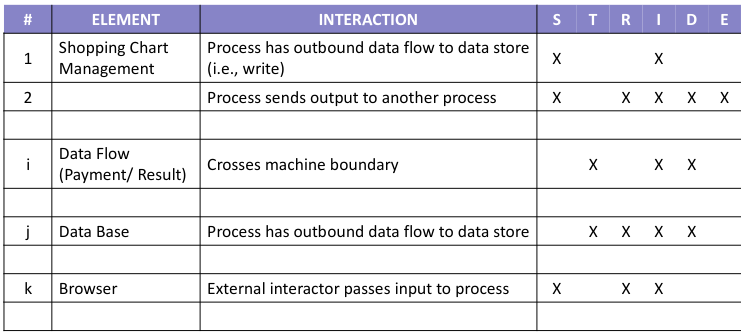 # ELEMENT INTERACTION S T R I D E
1 Shopping Chart Management Process has outbound data flow to data store (i.e., write) X X
2 Process sends output to another process X X X X X
i Data Flow (Payment/ Result) Crosses machine boundary X X X
j Data Base Process has outbound data flow to data store X X X X
k Browser External interactor passes input to process X X X